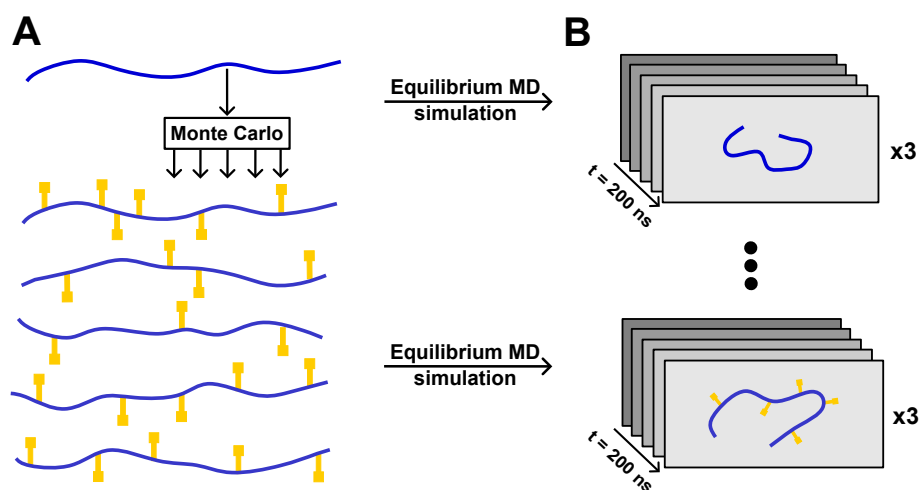 A
B
Equilibrium MD
simulation
Monte Carlo
x3
t = 200 ns
Equilibrium MD
simulation
x3
t = 200 ns